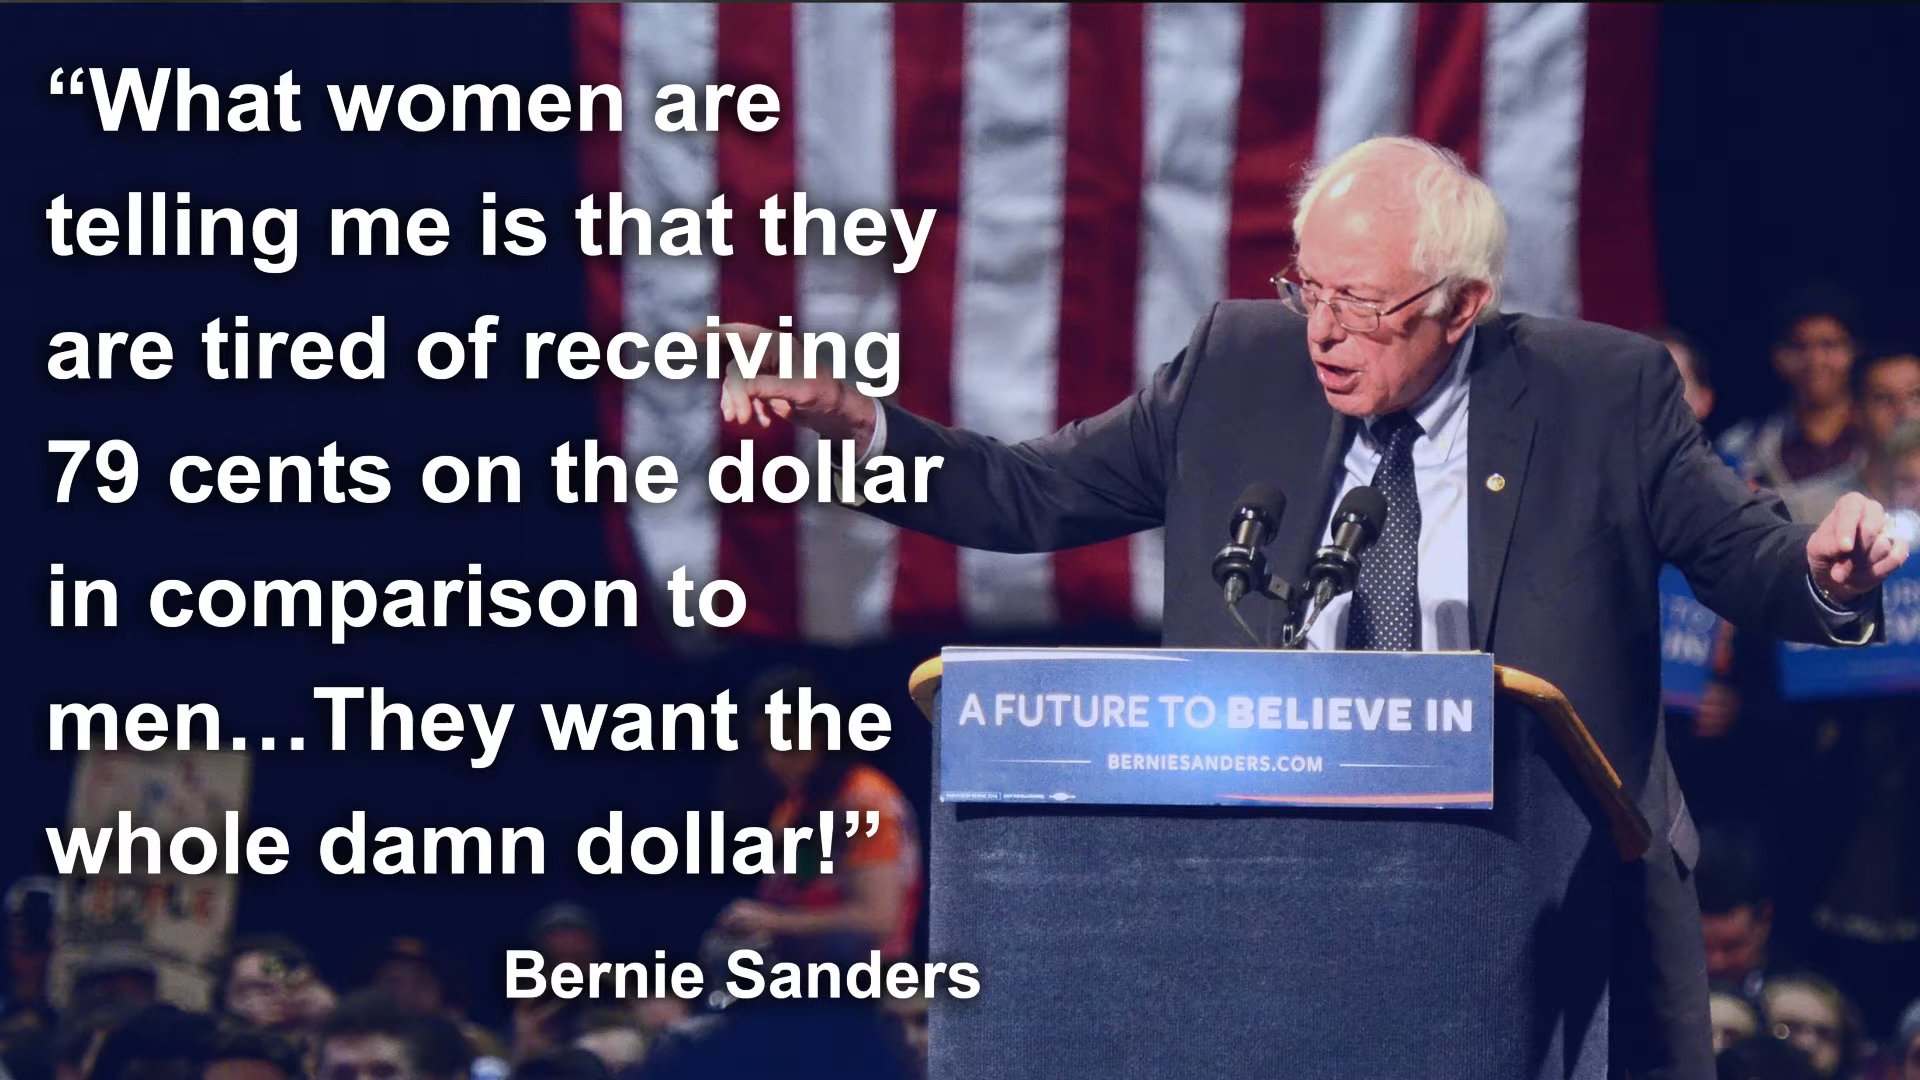 “What women are
telling me is that they
are tired of receiving
79 cents on the dollar
in comparison to
men…They want the
whole damn dollar!”
Bernie Sanders
A FUTURE TO BELIEVE IN
BERNIESANDERS.COM